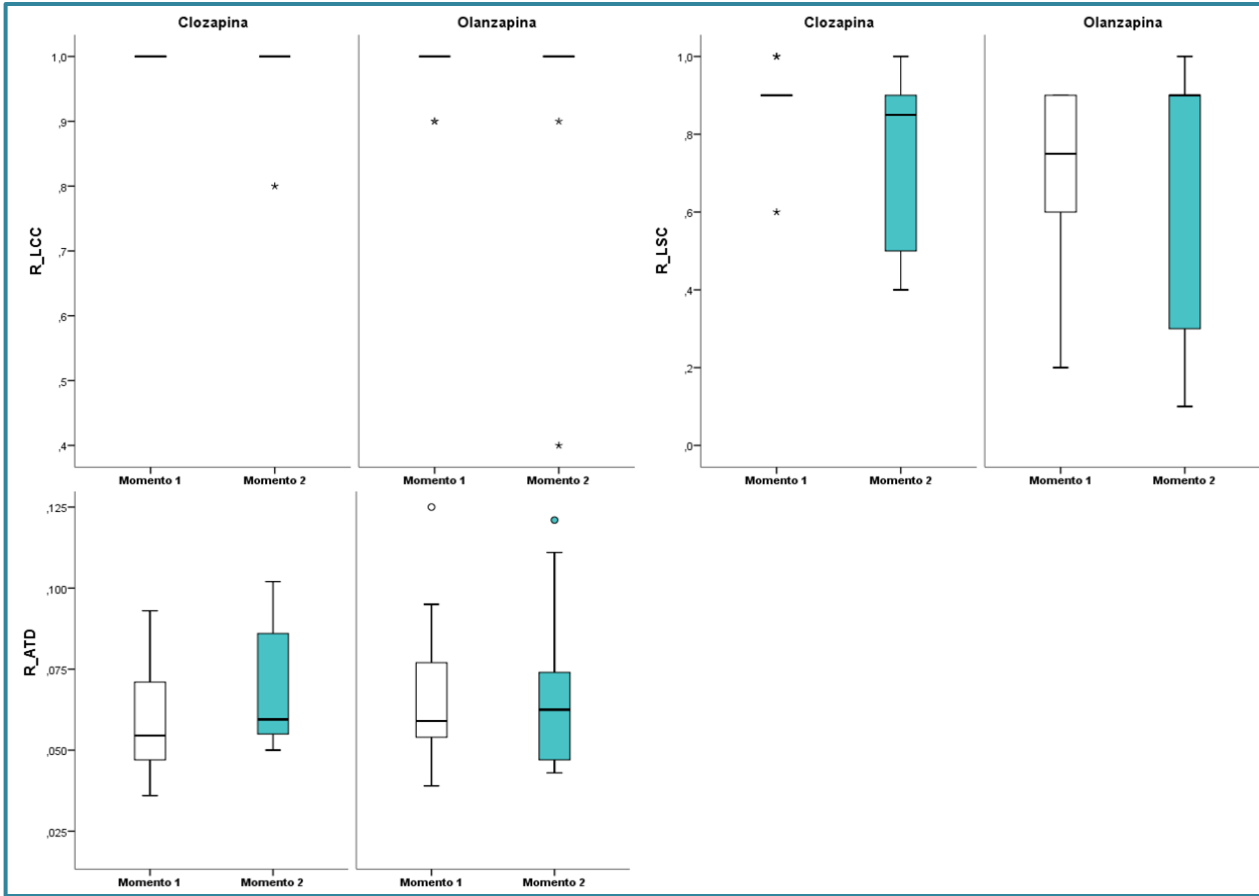 Clozapina Olanzapina
1,0
,9
,8
,7
,6
,5
,4
R_LCC
Momento 1 Momento 2 Momento 1 Momento 2
Clozapina Olanzapina
1,0
,8
,6
,4
,2
,0
R_LSC
Momento 1 Momento 2 Momento 1 Momento 2
,125
,100
,075
,050
,025
R_ATD
Momento 1 Momento 2 Momento 1 Momento 2